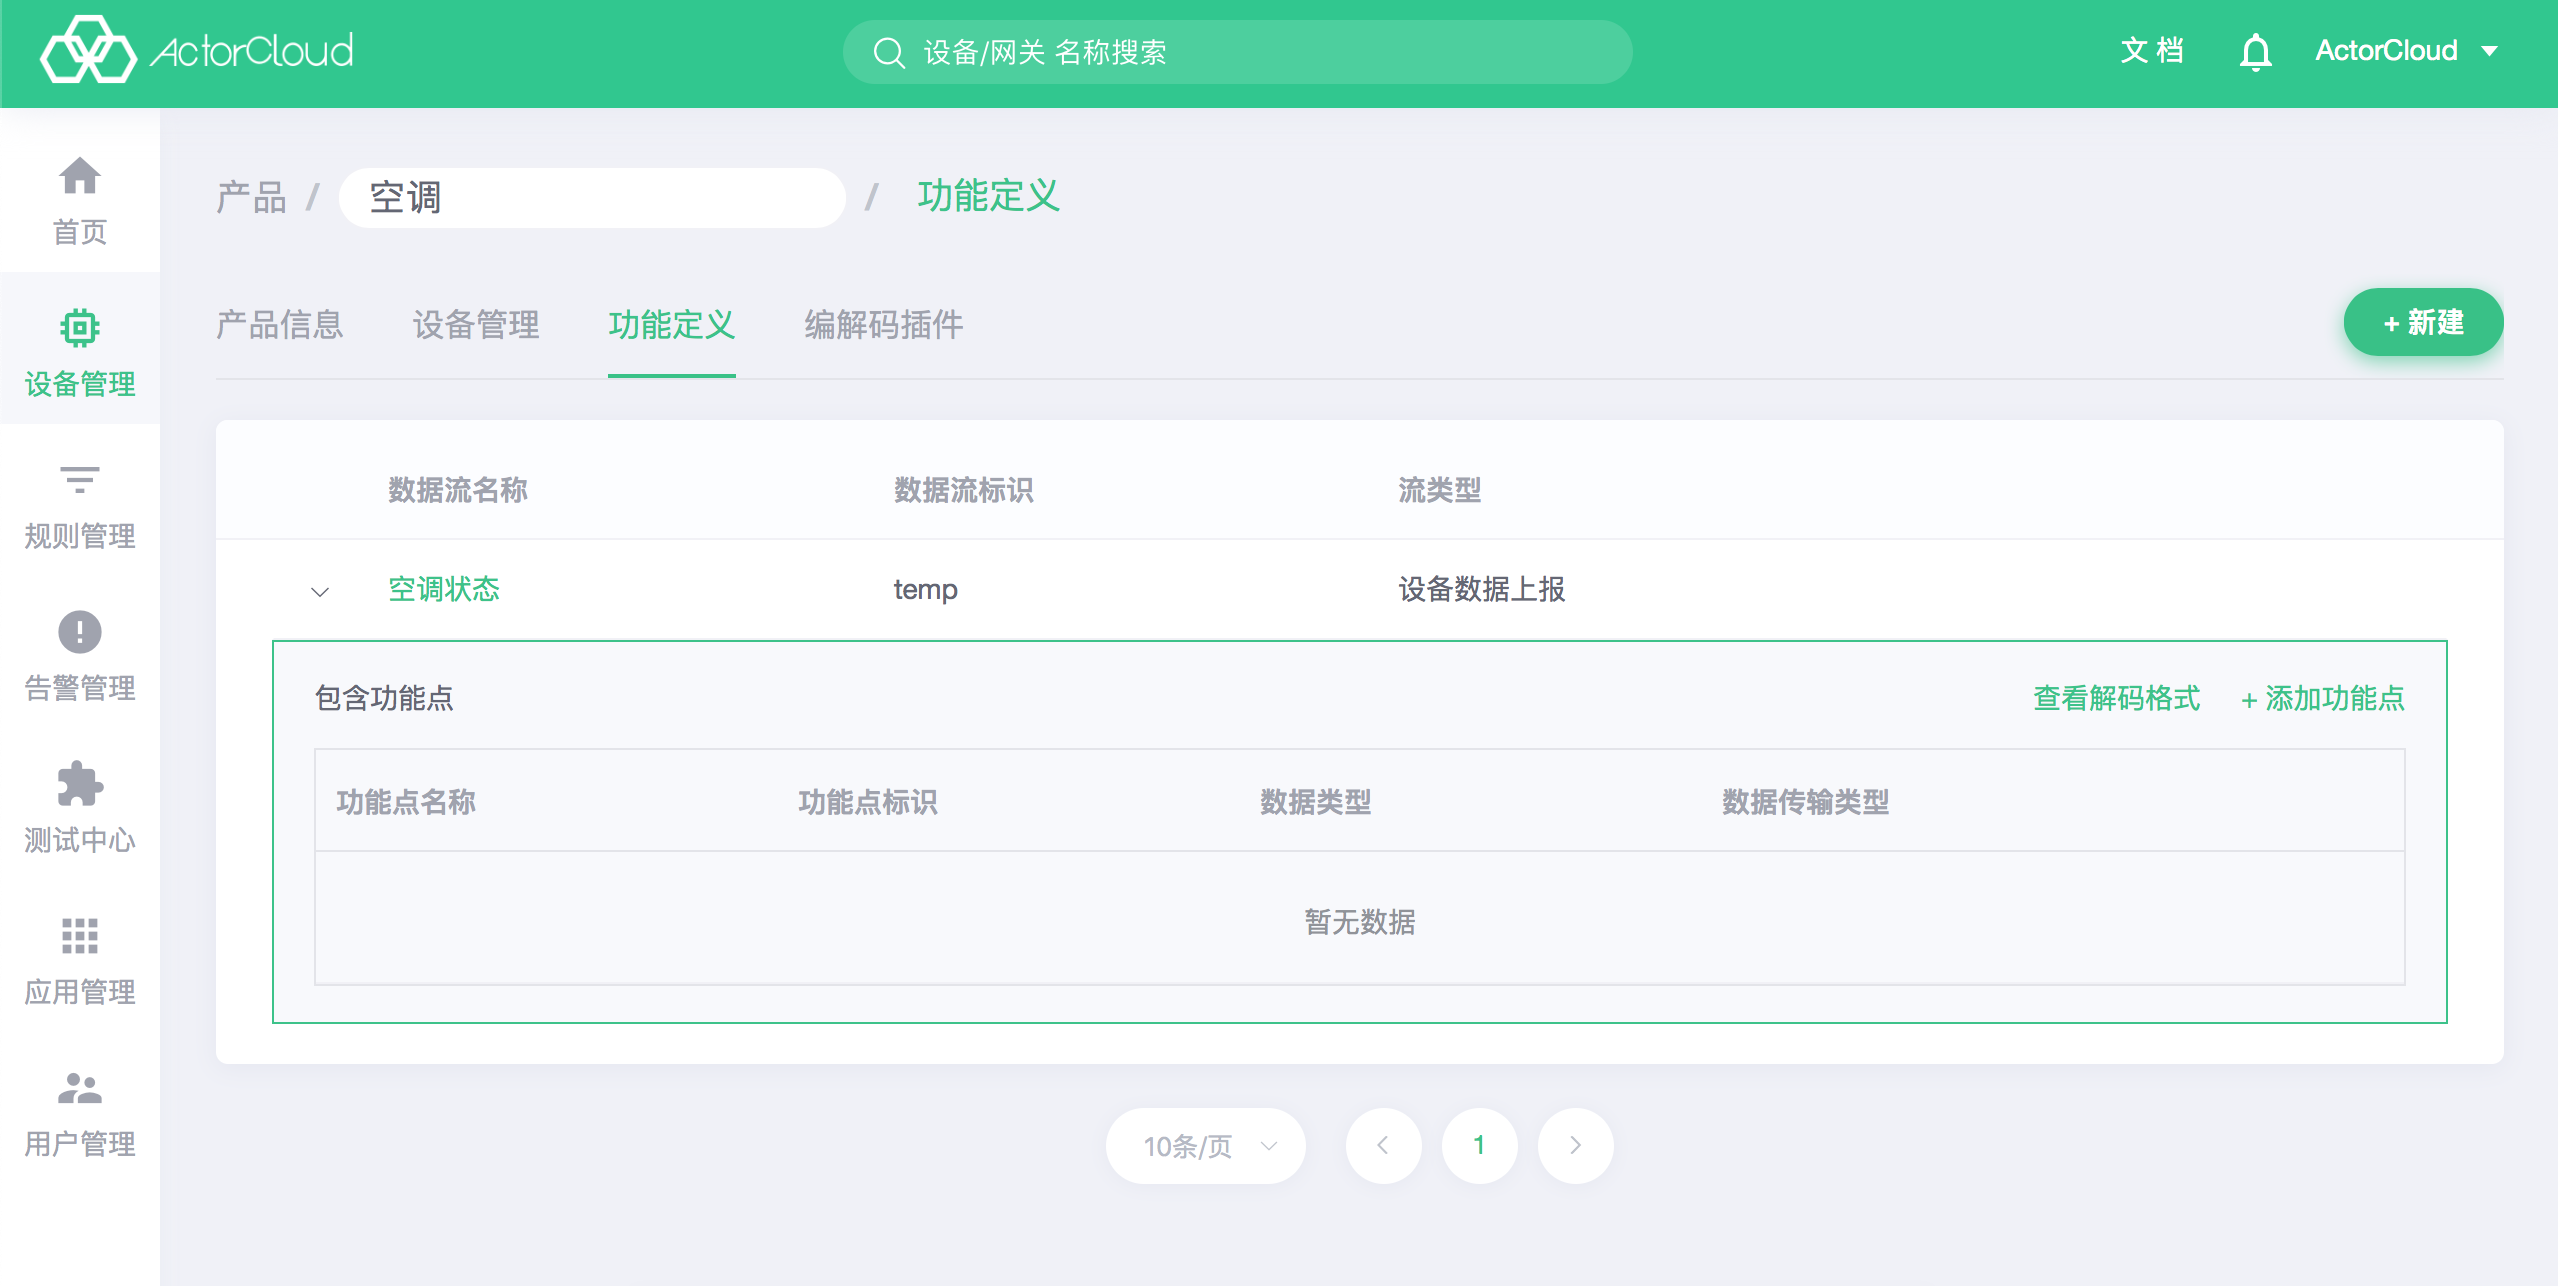 ActorCloud
设备/网关 名称搜索
文 档
ActorCloud
首页
设备管理
规则管理
告警管理
测试中心
应用管理
用户管理
产品 / 空调 / 功能定义
产品信息 设备管理 功能定义 编解码插件
+ 新建
数据流名称 数据流标识 流类型
空调状态 temp 设备数据上报
包含功能点 查看解码格式 + 添加功能点
功能点名称 功能点标识 数据类型 数据传输类型
暂无数据
10条/页 1